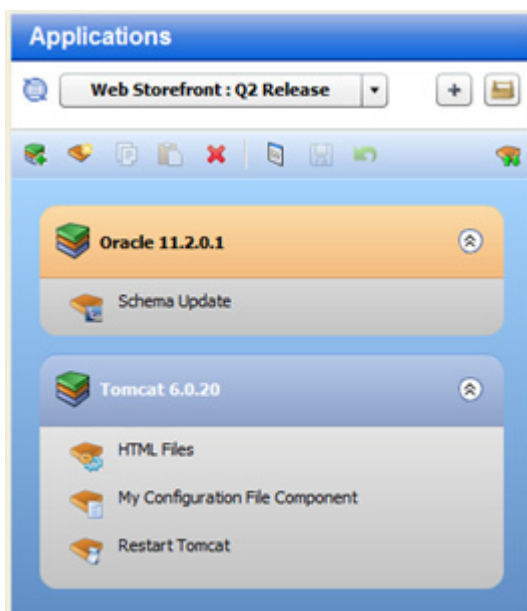 Applications
Web Storefront : Q2 Release
Oracle 11.2.0.1
Schema Update
Tomcat 6.0.20
HTML Files
My Configuration File Component
Restart Tomcat